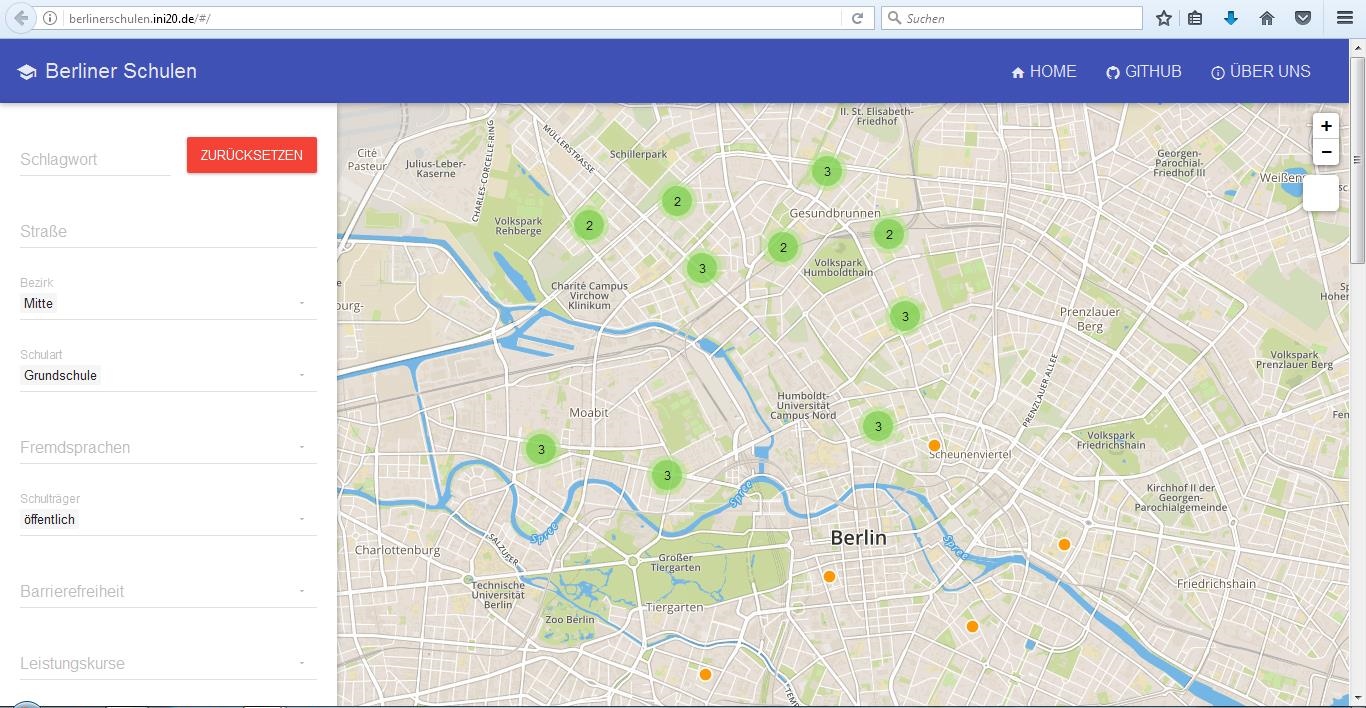 berlinerschulen.ini20.de/#/
Suchen
Berliner Schulen
HOME
GITHUB
ÜBER UNS
Schlagwort
ZURÜCKSETZEN
Straße
Bezirk
Mitte
Schulart
Grundschule
Fremdsprachen
Schulträger
öffentlich
Barrierefreiheit
Leistungskurse
+
−
II. St. Elisabeth-
Friedhof
Cité
Pasteur
Julius-Leber-
Kaserne
CHARLES-CORCELLE-RING
MÜLLERSTRASSE
Schillerpark
3
Georgen-
Parochial-
Friedhof III
Weißens
2
Volkspark
Rehberge
2
Gesundbrunnen
2
2
3
Volkspark
Humboldthain
Charité Campus
Virchow
Klinikum
burg-
3
Prenzlauer
Berg
Volkspark
Prenzlauer Berg
PRENZLAUER ALLEE
Humboldt-
Universität
Campus Nord
Moabit
3
3
Scheunenviertel
Volkspark
Friedrichshain
3
Spree
Kirchhof II der
Georgen-
Parochialgemeinde
Spree
SALZUFER
Berlin
Spree
Charlottenburg
Großer
Tiergarten
Technische
Universität
Berlin
Friedrichshain
Tiergarten
Zoo Berlin